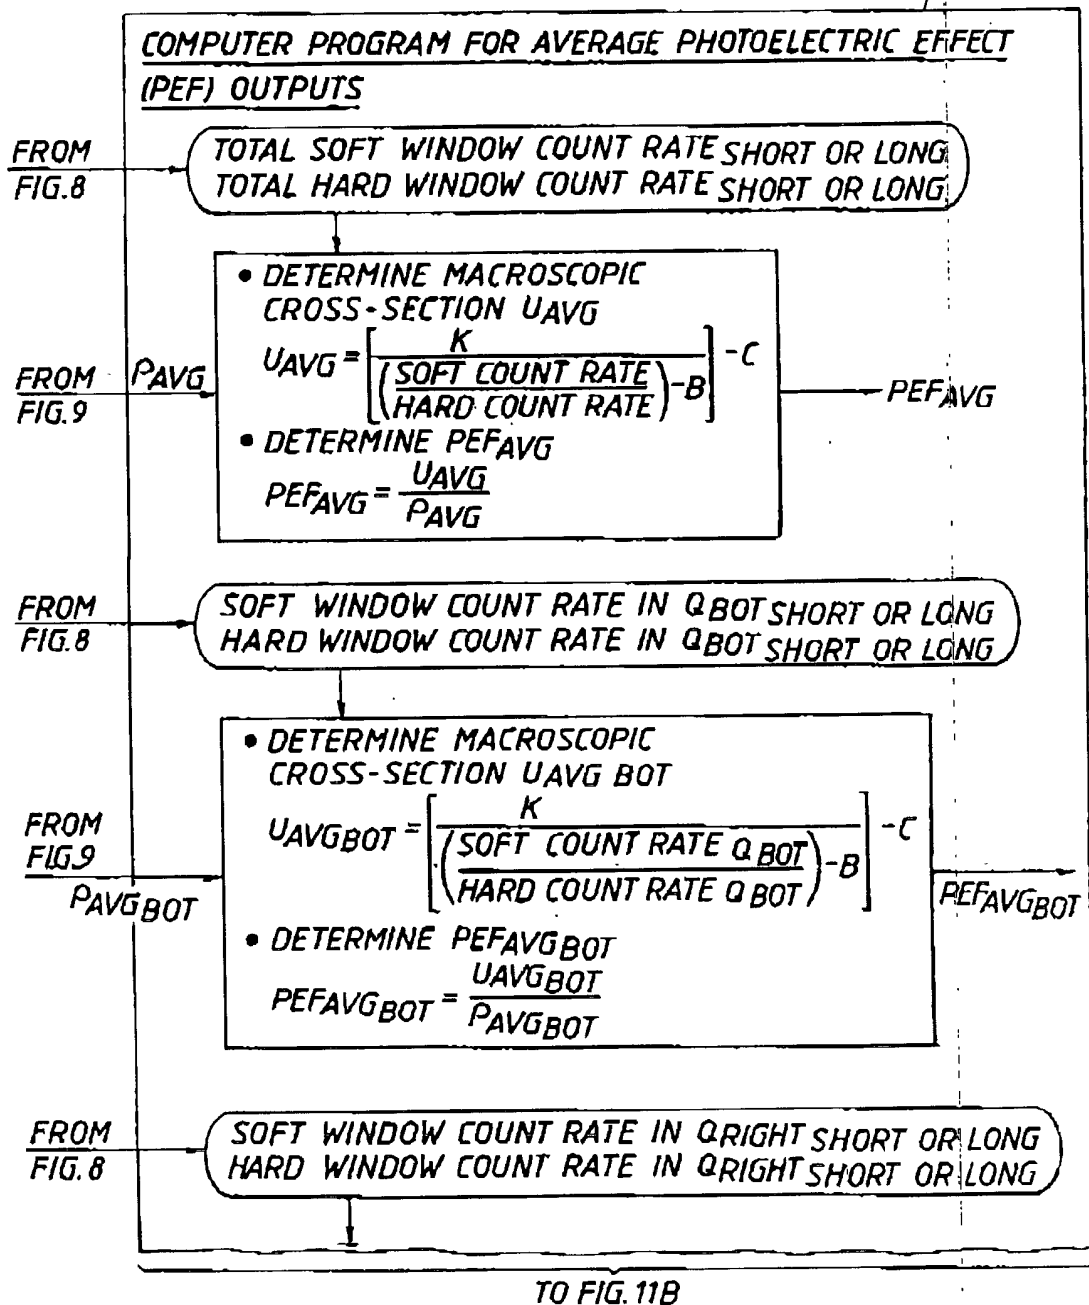 COMPUTER PROGRAM FOR AVERAGE PHOTOELECTRIC EFFECT
(PEF) OUTPUTS
FROM
FIG.8
TOTAL SOFT WINDOW COUNT RATE SHORT OR LONG
TOTAL HARD WINDOW COUNT RATE SHORT OR LONG
FROM
FIG.9
ρAVG
• DETERMINE MACROSCOPIC
CROSS-SECTION UAVG
UAVG = [K / ((SOFT COUNT RATE / HARD COUNT RATE) - B)] - C
• DETERMINE PEFAVG
PEFAVG = UAVG / ρAVG
PEFAVG
FROM
FIG.8
SOFT WINDOW COUNT RATE IN QBOT SHORT OR LONG
HARD WINDOW COUNT RATE IN QBOT SHORT OR LONG
FROM
FIG.9
ρAVGBOT
• DETERMINE MACROSCOPIC
CROSS-SECTION UAVG BOT
UAVGBOT = [K / ((SOFT COUNT RATE QBOT / HARD COUNT RATE QBOT) - B)] - C
• DETERMINE PEFAVGBOT
PEFAVGBOT = UAVGBOT / ρAVGBOT
PEFAVGBOT
FROM
FIG.8
SOFT WINDOW COUNT RATE IN QRIGHT SHORT OR LONG
HARD WINDOW COUNT RATE IN QRIGHT SHORT OR LONG
TO FIG.11B